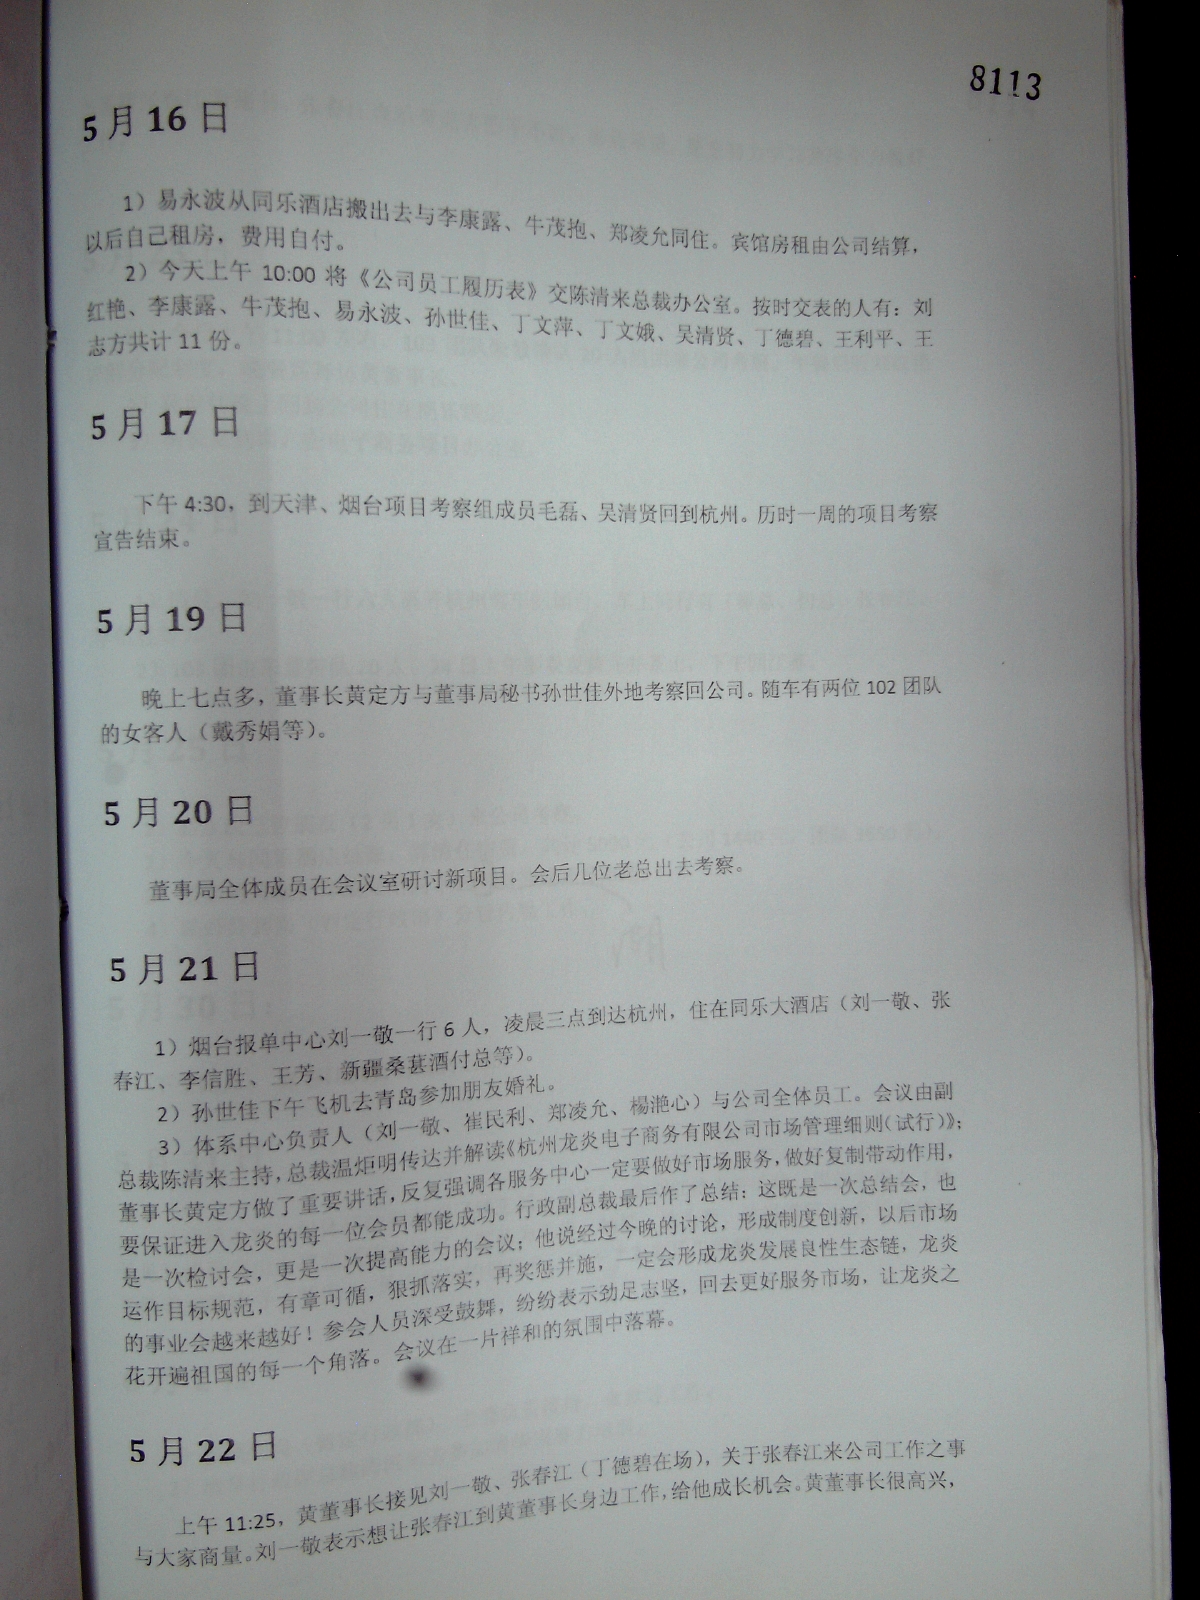 8113
5月16日
1）易永波从同乐酒店搬出去与李康露、牛茂抱、郑凌允同住。宾馆房租由公司结算，
以后自己租房，费用自付。
2）今天上午 10:00 将《公司员工履历表》交陈清来总裁办公室。按时交表的人有：刘
红艳、李康露、牛茂抱、易永波、孙世佳、丁文萍、丁文娥、吴清贤、丁德碧、王利平、王
志方共计 11 份。
5月17日
下午 4:30，到天津、烟台项目考察组成员毛磊、吴清贤回到杭州。历时一周的项目考察
宣告结束。
5月19日
晚上七点多，董事长黄定方与董事局秘书孙世佳外地考察回公司。随车有两位 102 团队
的女客人（戴秀娟等）。
5月20日
董事局全体成员在会议室研讨新项目。会后几位老总出去考察。
5月21日
1）烟台报单中心刘一敬一行 6 人，凌晨三点到达杭州，住在同乐大酒店（刘一敬、张
春江、李信胜、王芳、新疆桑葚酒付总等）。
2）孙世佳下午飞机去青岛参加朋友婚礼。
3）体系中心负责人（刘一敬、崔民利、郑凌允、楊滟心）与公司全体员工。会议由副
总裁陈清来主持，总裁温炬明传达并解读《杭州龙炎电子商务有限公司市场管理细则（试行）》；
董事长黄定方做了重要讲话，反复强调各服务中心一定要做好市场服务，做好复制带动作用，
要保证进入龙炎的每一位会员都能成功。行政副总裁最后作了总结：这既是一次总结会，也
是一次检讨会，更是一次提高能力的会议；他说经过今晚的讨论，形成制度创新，以后市场
运作目标规范，有章可循，狠抓落实，再奖惩并施，一定会形成龙炎发展良性生态链，龙炎
的事业会越来越好！参会人员深受鼓舞，纷纷表示劲足志坚，回去更好服务市场，让龙炎之
花开遍祖国的每一个角落。会议在一片祥和的氛围中落幕。
5月22日
上午 11:25，黄董事长接见刘一敬、张春江（丁德碧在场），关于张春江来公司工作之事
与大家商量。刘一敬表示想让张春江到黄董事长身边工作，给他成长机会。黄董事长很高兴，